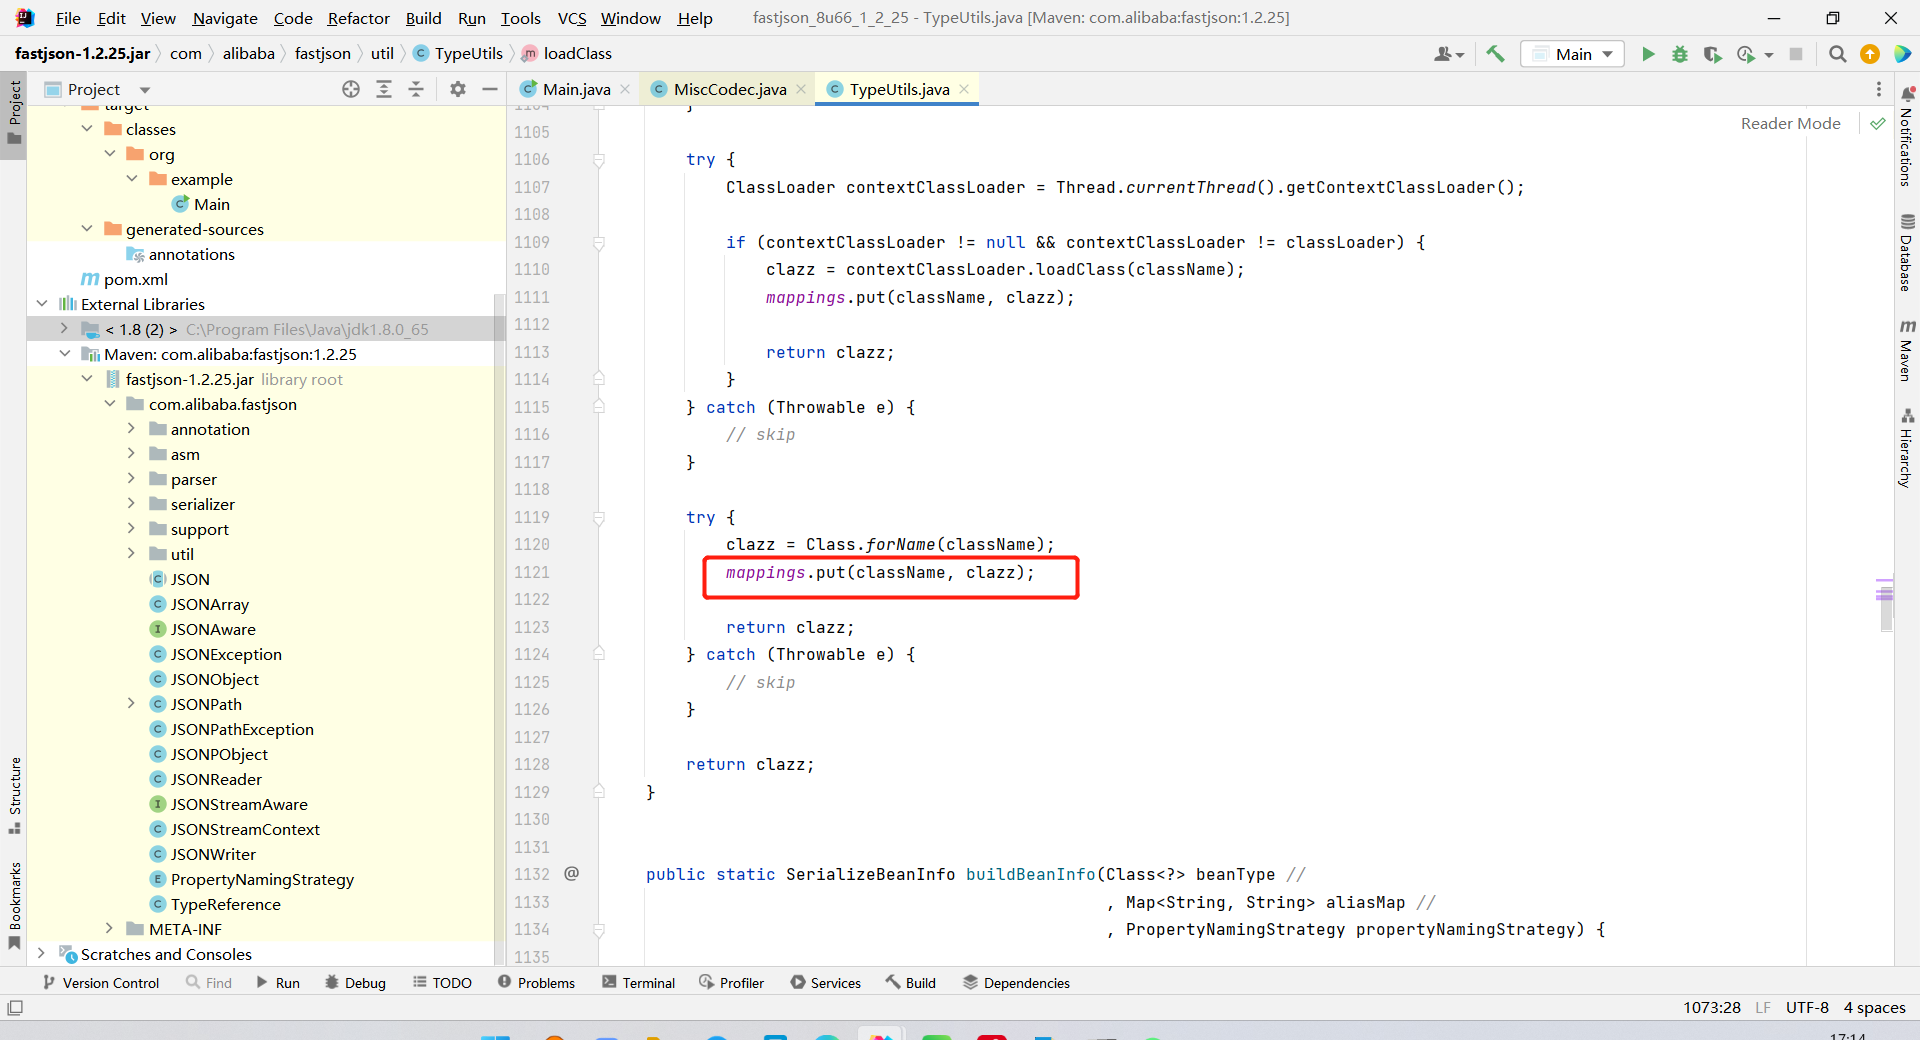 File Edit View Navigate Code Refactor Build Run Tools VCS Window Help fastjson_8u66_1_2_25 - TypeUtils.java [Maven: com.alibaba:fastjson:1.2.25]
fastjson-1.2.25.jar com alibaba fastjson util TypeUtils loadClass
Main
Project
Main.java MiscCodec.java TypeUtils.java
Reader Mode
target
classes
org
example
Main
generated-sources
annotations
pom.xml
External Libraries
< 1.8 (2) > C:\Program Files\Java\jdk1.8.0_65
Maven: com.alibaba:fastjson:1.2.25
fastjson-1.2.25.jar library root
com.alibaba.fastjson
annotation
asm
parser
serializer
support
util
JSON
JSONArray
JSONAware
JSONException
JSONObject
JSONPath
JSONPathException
JSONPObject
JSONReader
JSONStreamAware
JSONStreamContext
JSONWriter
PropertyNamingStrategy
TypeReference
META-INF
Scratches and Consoles
1104 }
1105
1106 try {
1107 ClassLoader contextClassLoader = Thread.currentThread().getContextClassLoader();
1108
1109 if (contextClassLoader != null && contextClassLoader != classLoader) {
1110 clazz = contextClassLoader.loadClass(className);
1111 mappings.put(className, clazz);
1112
1113 return clazz;
1114 }
1115 } catch (Throwable e) {
1116 // skip
1117 }
1118
1119 try {
1120 clazz = Class.forName(className);
1121 mappings.put(className, clazz);
1122
1123 return clazz;
1124 } catch (Throwable e) {
1125 // skip
1126 }
1127
1128 return clazz;
1129 }
1130
1131
1132 @ public static SerializeBeanInfo buildBeanInfo(Class<?> beanType //
1133 , Map<String, String> aliasMap //
1134 , PropertyNamingStrategy propertyNamingStrategy) {
1135
Project
Structure
Bookmarks
Notifications
Database
Maven
Hierarchy
Version Control Find Run Debug TODO Problems Terminal Profiler Services Build Dependencies
1073:28 LF UTF-8 4 spaces
17:14